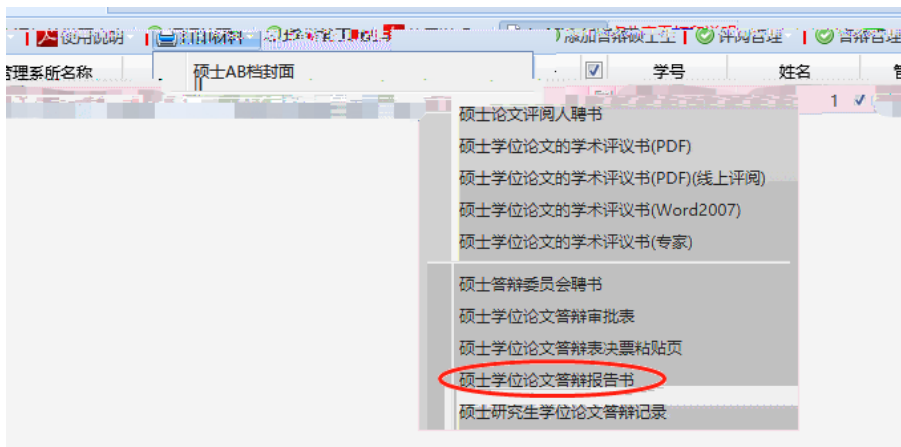 使用说明 打印材料
添加答辩硕士生 评阅管理 答辩管理
管理系所名称 学号 姓名
硕士AB档封面
1
硕士论文评阅人聘书
硕士学位论文的学术评议书(PDF)
硕士学位论文的学术评议书(PDF)(线上评阅)
硕士学位论文的学术评议书(Word2007)
硕士学位论文的学术评议书(专家)
硕士答辩委员会聘书
硕士学位论文答辩审批表
硕士学位论文答辩表决票粘贴页
硕士学位论文答辩报告书
硕士研究生学位论文答辩记录